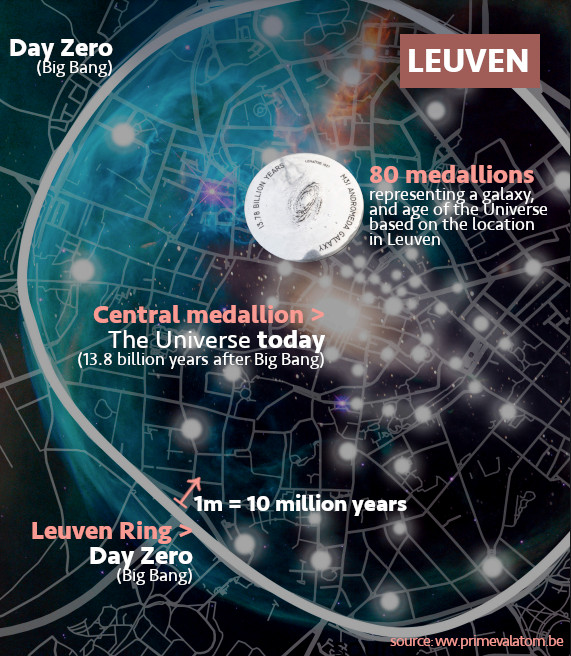 Day Zero
(Big Bang)
LEUVEN
13.78 BILLION YEARS
M31 ANDROMEDA GALAXY
80 medallions
representing a galaxy,
and age of the Universe
based on the location
in Leuven
Central medallion >
The Universe today
(13.8 billion years after Big Bang)
1m = 10 million years
Leuven Ring >
Day Zero
(Big Bang)
source: ww.primevalatom.be